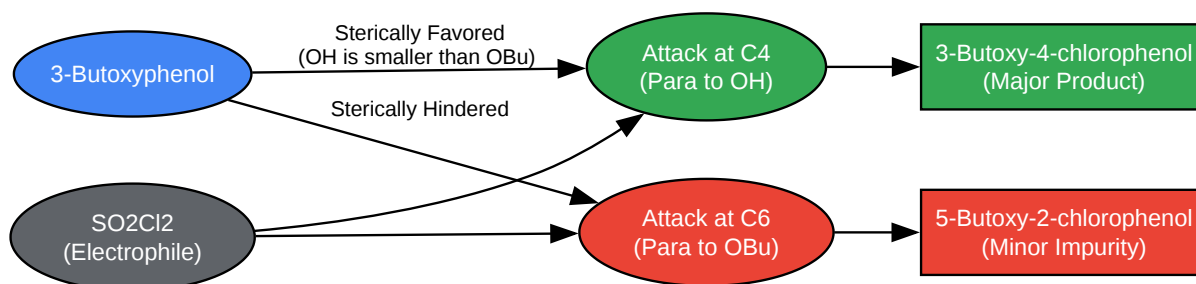 Sterically Favored
(OH is smaller than OBu)
3-Butoxyphenol
Attack at C4
(Para to OH)
3-Butoxy-4-chlorophenol
(Major Product)
Sterically Hindered
SO2Cl2
(Electrophile)
Attack at C6
(Para to OBu)
5-Butoxy-2-chlorophenol
(Minor Impurity)